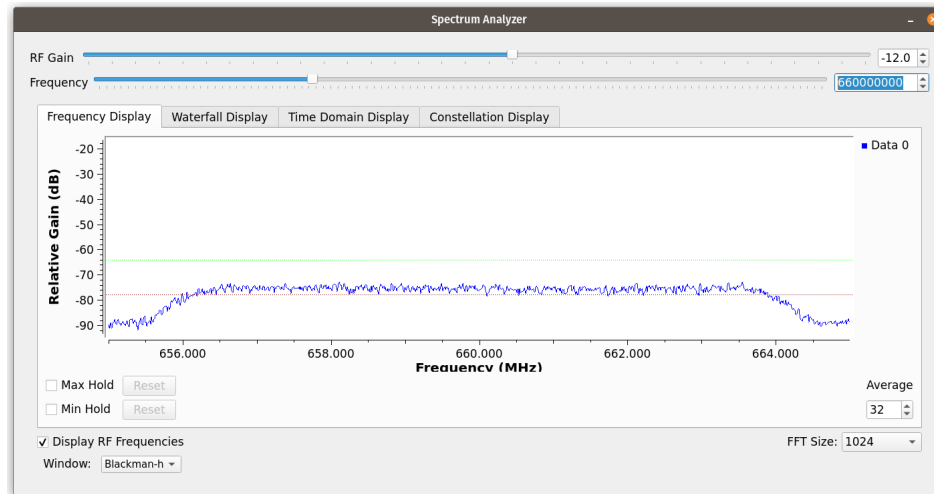 Spectrum Analyzer
RF Gain -12.0
Frequency 660000000
Frequency Display Waterfall Display Time Domain Display Constellation Display
Data 0
Relative Gain (dB)
-20
-30
-40
-50
-60
-70
-80
-90
656.000 658.000 660.000 662.000 664.000
Frequency (MHz)
Max Hold Reset Average
Min Hold Reset 32
Display RF Frequencies FFT Size: 1024
Window: Blackman-h